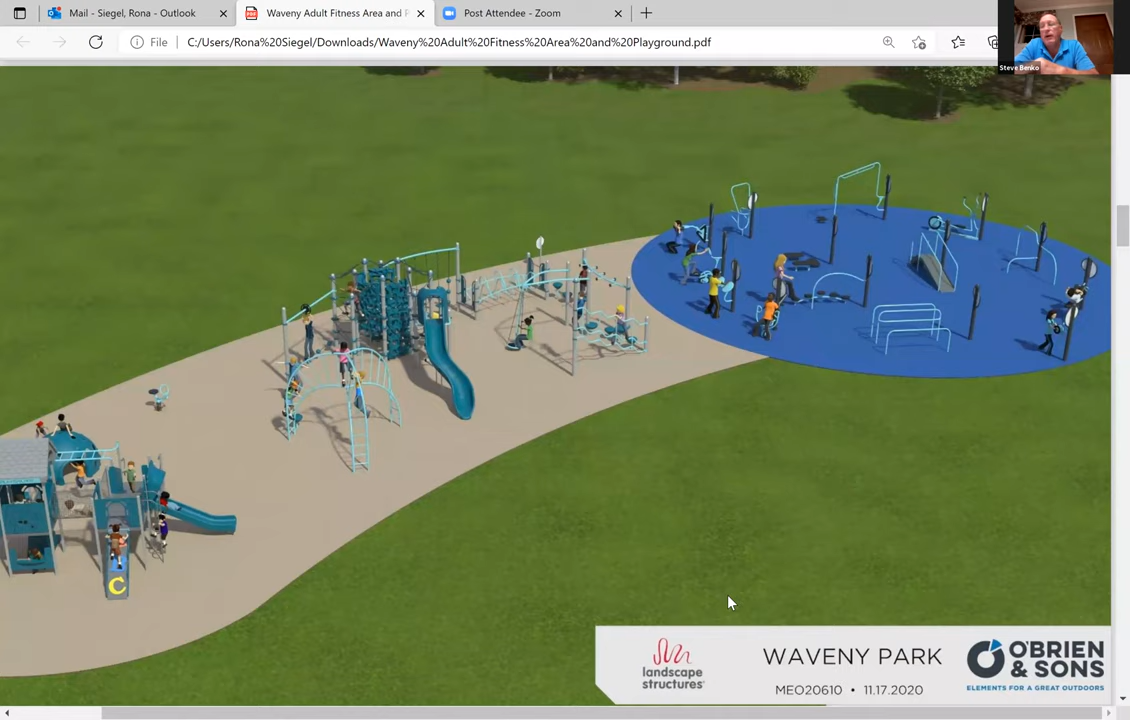 Mail - Siegel, Rona - Outlook
Waveny Adult Fitness Area and P
Post Attendee - Zoom
File
C:/Users/Rona%20Siegel/Downloads/Waveny%20Adult%20Fitness%20Area%20and%20Playground.pdf
Steve Benko
C
landscape
structures
WAVENY PARK
MEO20610 • 11.17.2020
O'BRIEN
& SONS
ELEMENTS FOR A GREAT OUTDOORS